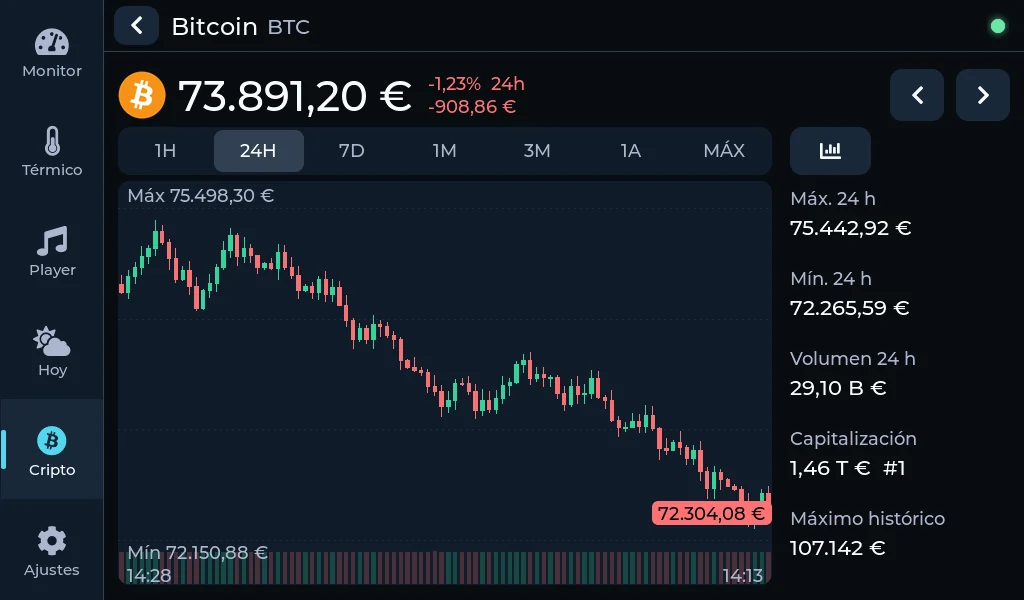 Bitcoin BTC
Monitor
Térmico
Player
Hoy
Cripto
Ajustes
73.891,20 €
-1,23% 24h
-908,86 €
1H 24H 7D 1M 3M 1A MÁX
Máx 75.498,30 €
72.304,08 €
Mín 72.150,88 €
14:28 14:13
Máx. 24 h
75.442,92 €
Mín. 24 h
72.265,59 €
Volumen 24 h
29,10 B €
Capitalización
1,46 T € #1
Máximo histórico
107.142 €